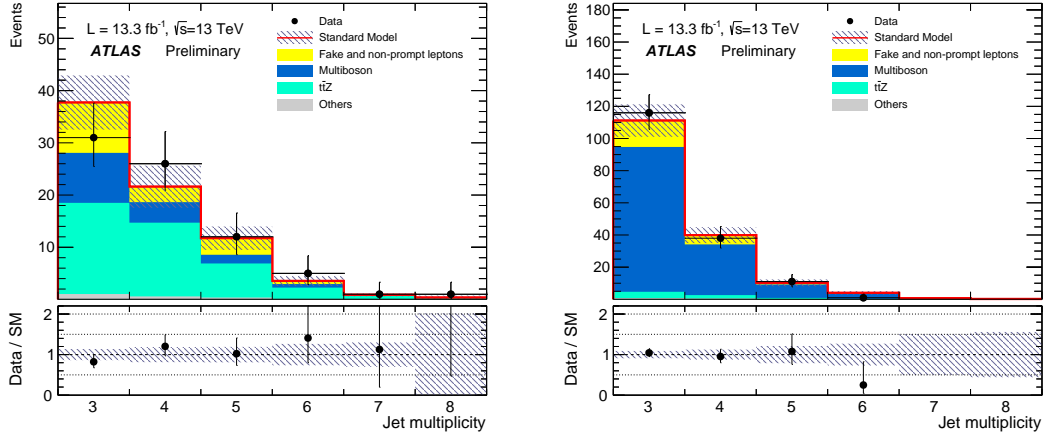 Events
L = 13.3 fb-1, √s=13 TeV
ATLAS Preliminary
Data
Standard Model
Fake and non-prompt leptons
Multiboson
tt̄Z
Others
50
40
30
20
10
Data / SM
2
1
0
3 4 5 6 7 8
Jet multiplicity
Events
L = 13.3 fb-1, √s=13 TeV
ATLAS Preliminary
Data
Standard Model
Fake and non-prompt leptons
Multiboson
tt̄Z
Others
180
160
140
120
100
80
60
40
20
Data / SM
2
1
0
3 4 5 6 7 8
Jet multiplicity